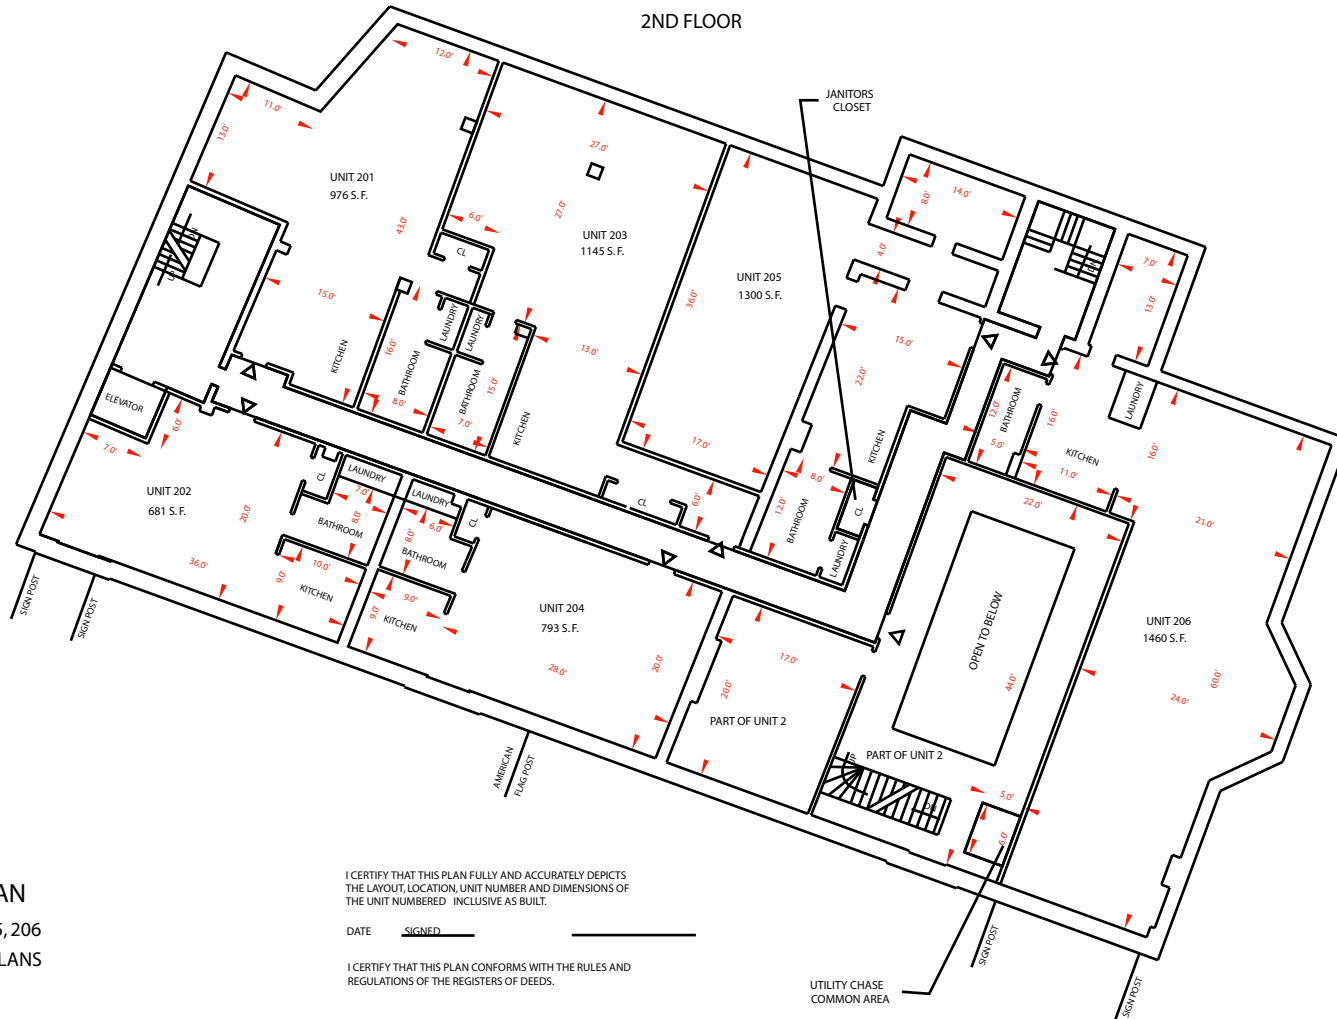 2ND FLOOR
JANITORS
CLOSET
12.0'
11.0'
13.0'
UNIT 201
976 S.F.
43.0'
15.0'
16.0'
8.0'
KITCHEN
BATHROOM
LAUNDRY
CL
DN
UP
27.0'
27.0'
6.0'
UNIT 203
1145 S.F.
13.0'
LAUNDRY
BATHROOM
15.0'
7.0'
KITCHEN
CL
6.0'
UNIT 205
1300 S.F.
36.0'
17.0'
14.0'
8.0'
4.0'
15.0'
22.0'
KITCHEN
8.0'
12.0'
BATHROOM
CL
LAUNDRY
DN
7.0'
13.0'
LAUNDRY
12.0'
BATHROOM
5.0'
16.0'
KITCHEN
11.0'
16.0'
21.0'
22.0'
ELEVATOR
7.0'
6.0'
UNIT 202
681 S.F.
20.0'
36.0'
CL
LAUNDRY
7.0'
8.0'
BATHROOM
10.0'
9.0'
KITCHEN
LAUNDRY
6.0'
8.0'
CL
BATHROOM
9.0'
9.0'
KITCHEN
UNIT 204
793 S.F.
28.0'
20.0'
17.0'
20.0'
PART OF UNIT 2
OPEN TO BELOW
44.0'
PART OF UNIT 2
UP
DN
5.0'
6.0'
UNIT 206
1460 S.F.
60.0'
24.0'
SIGN POST
SIGN POST
AMERICAN
FLAG POST
SIGN POST
SIGN POST
UTILITY CHASE
COMMON AREA
AN
, 206
LANS
I CERTIFY THAT THIS PLAN FULLY AND ACCURATELY DEPICTS
THE LAYOUT, LOCATION, UNIT NUMBER AND DIMENSIONS OF
THE UNIT NUMBERED INCLUSIVE AS BUILT.
DATE SIGNED
I CERTIFY THAT THIS PLAN CONFORMS WITH THE RULES AND
REGULATIONS OF THE REGISTERS OF DEEDS.